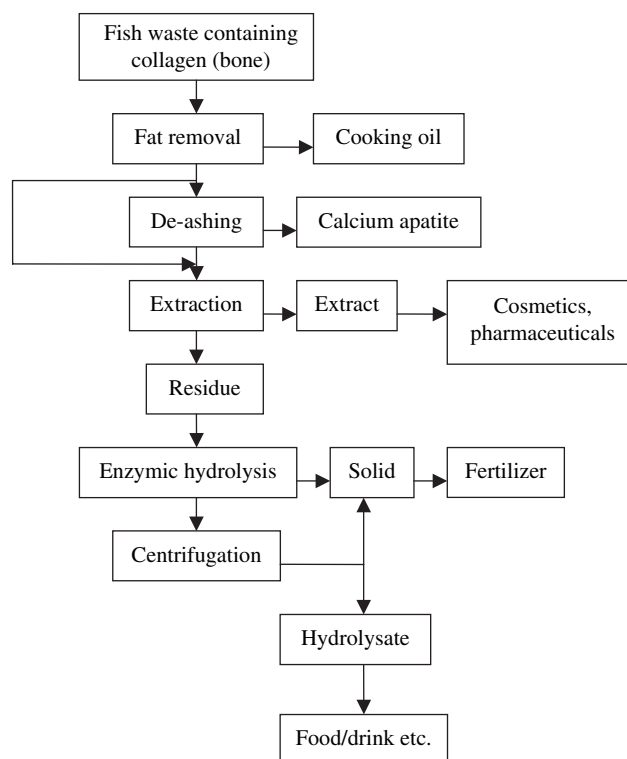 Fish waste containing
collagen (bone)
Fat removal
Cooking oil
De-ashing
Calcium apatite
Extraction
Extract
Cosmetics,
pharmaceuticals
Residue
Enzymic hydrolysis
Solid
Fertilizer
Centrifugation
Hydrolysate
Food/drink etc.